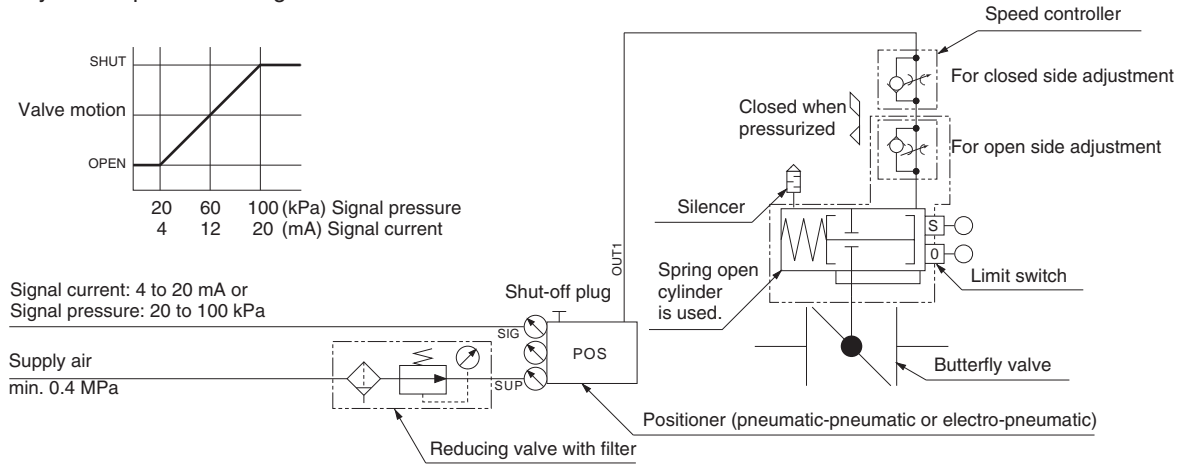 Speed controller
SHUT
Valve motion
OPEN
20 60 100 (kPa) Signal pressure
4 12 20 (mA) Signal current
For closed side adjustment
Closed when
pressurized
For open side adjustment
Silencer
S
0
OUT1
Spring open
cylinder
is used.
Limit switch
Signal current: 4 to 20 mA or
Signal pressure: 20 to 100 kPa
Shut-off plug
SIG
POS
Supply air
min. 0.4 MPa
SUP
Butterfly valve
Positioner (pneumatic-pneumatic or electro-pneumatic)
Reducing valve with filter